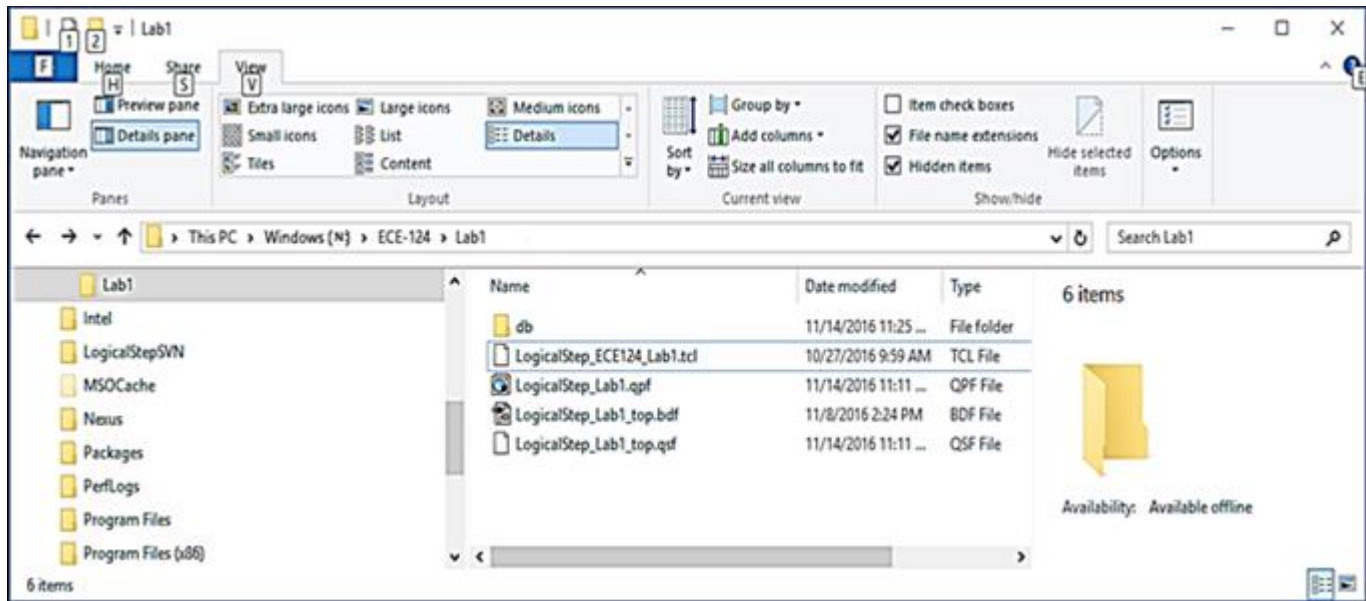 Lab1
1 2
F Home Share View
H S V E
Navigation pane
Preview pane
Details pane
Panes
Extra large icons Large icons Medium icons
Small icons List Details
Tiles Content
Layout
Sort by
Group by
Add columns
Size all columns to fit
Current view
Item check boxes
File name extensions
Hidden items
Hide selected items
Show/hide
Options
This PC > Windows (N) > ECE-124 > Lab1
Search Lab1
Lab1
Intel
LogicalStepSVN
MSOCache
Nexus
Packages
PerfLogs
Program Files
Program Files (x86)
Name Date modified Type
db 11/14/2016 11:25 ... File folder
LogicalStep_ECE124_Lab1.tcl 10/27/2016 9:59 AM TCL File
LogicalStep_Lab1.qpf 11/14/2016 11:11 ... QPF File
LogicalStep_Lab1_top.bdf 11/8/2016 2:24 PM BDF File
LogicalStep_Lab1_top.qsf 11/14/2016 11:11 ... QSF File
6 items
Availability: Available offline
6 items